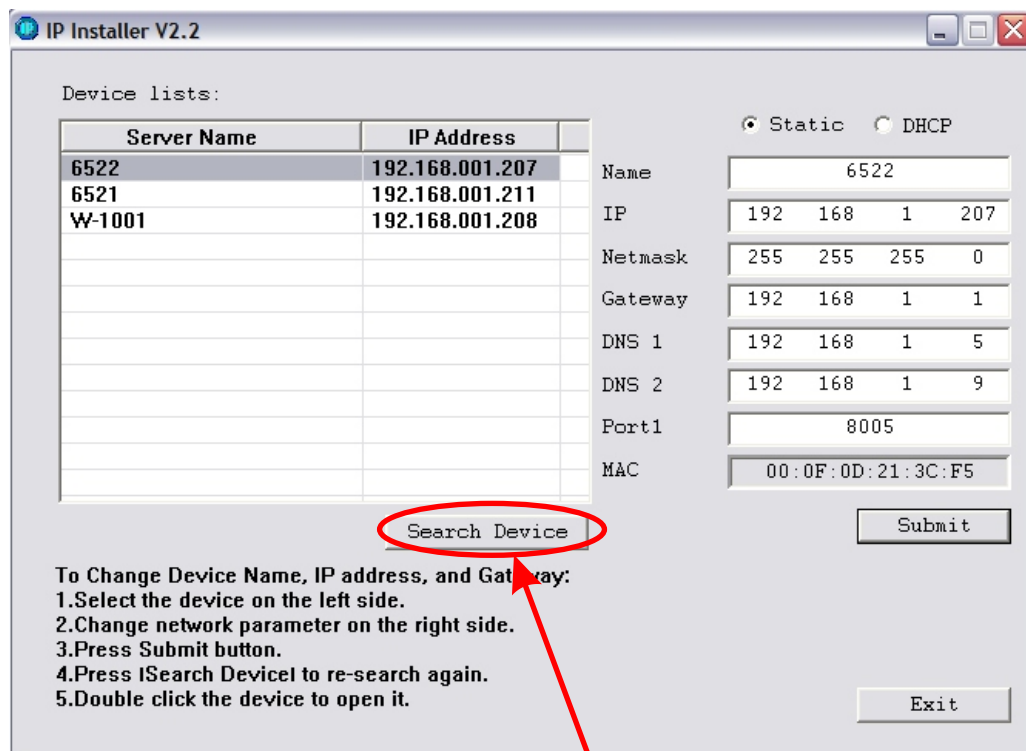 IP Installer V2.2
Device lists:
Server Name IP Address
6522 192.168.001.207
6521 192.168.001.211
W-1001 192.168.001.208
Search Device
Static DHCP
Name 6522
IP 192 168 1 207
Netmask 255 255 255 0
Gateway 192 168 1 1
DNS 1 192 168 1 5
DNS 2 192 168 1 9
Port1 8005
MAC 00:0F:0D:21:3C:F5
Submit
To Change Device Name, IP address, and Gateway:
1.Select the device on the left side.
2.Change network parameter on the right side.
3.Press Submit button.
4.Press |Search Device| to re-search again.
5.Double click the device to open it.
Exit